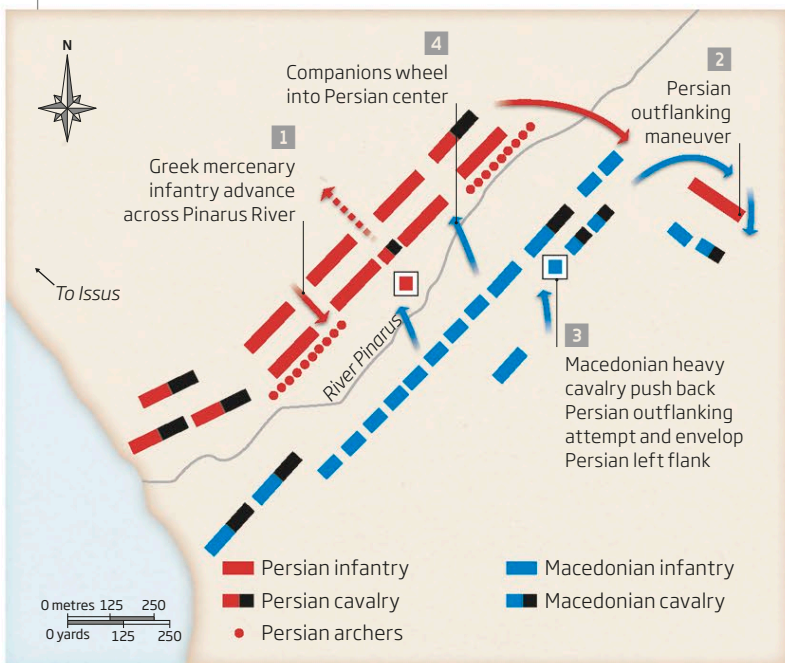 N
4
Companions wheel
into Persian center
2
Persian
outflanking
maneuver
1
Greek mercenary
infantry advance
across Pinarus River
To Issus
River Pinarus
3
Macedonian heavy
cavalry push back
Persian outflanking
attempt and envelop
Persian left flank
Persian infantry
Persian cavalry
Persian archers
Macedonian infantry
Macedonian cavalry
0 metres 125 250
0 yards 125 250